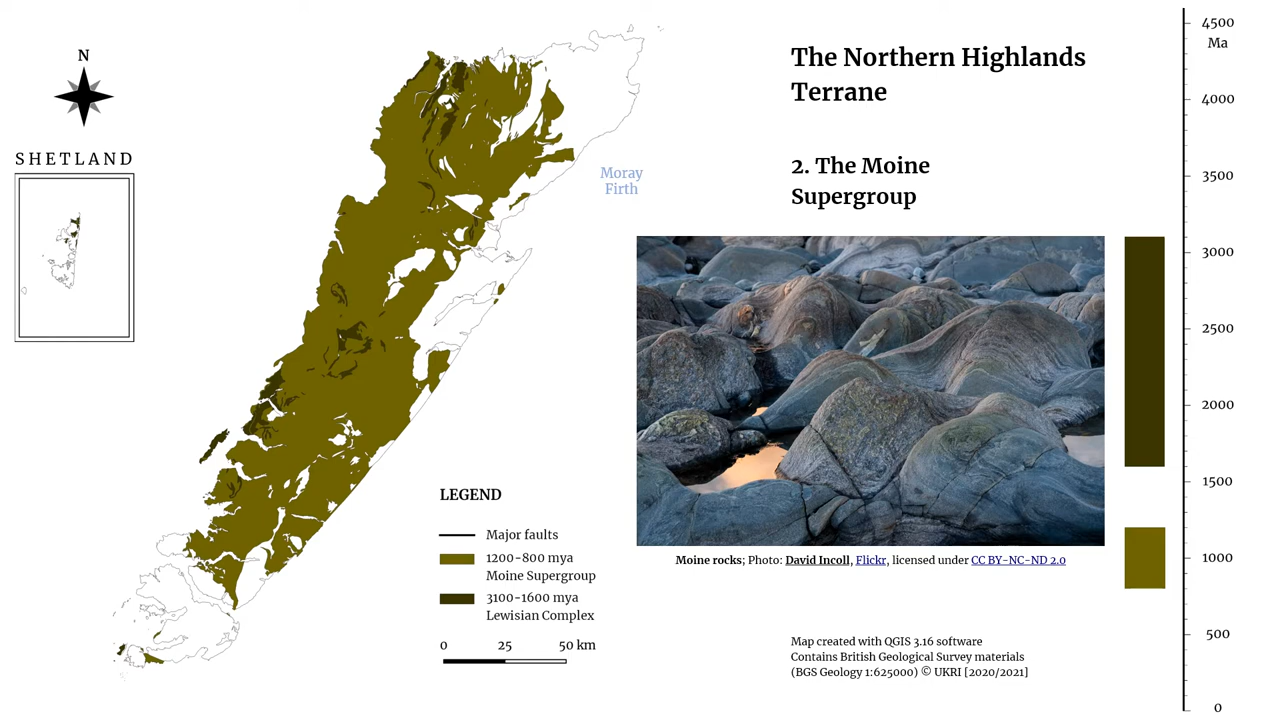 N
SHETLAND
Moray
Firth
LEGEND
Major faults
1200-800 mya
Moine Supergroup
3100-1600 mya
Lewisian Complex
0 25 50 km
The Northern Highlands
Terrane
2. The Moine
Supergroup
Moine rocks; Photo: David Incoll, Flickr, licensed under CC BY-NC-ND 2.0
Map created with QGIS 3.16 software
Contains British Geological Survey materials
(BGS Geology 1:625000) © UKRI [2020/2021]
4500
Ma
4000
3500
3000
2500
2000
1500
1000
500
0